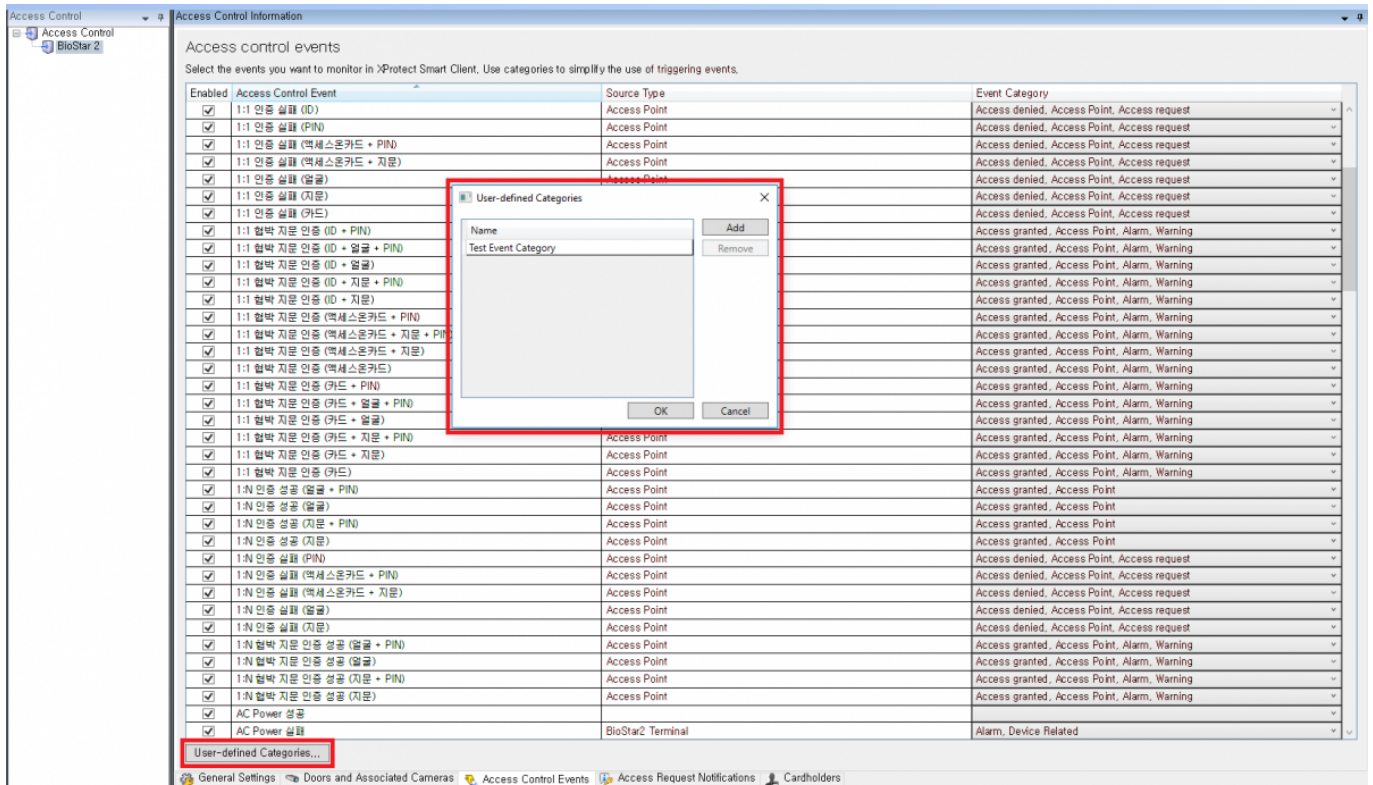 Access Control
Access Control
BioStar 2
Access Control Information
Access control events
Select the events you want to monitor in XProtect Smart Client, Use categories to simplify the use of triggering events,
Enabled Access Control Event Source Type Event Category
1:1 인증 실패 (ID) Access Point Access denied, Access Point, Access request
1:1 인증 실패 (PIN) Access Point Access denied, Access Point, Access request
1:1 인증 실패 (액세스온카드 + PIN) Access Point Access denied, Access Point, Access request
1:1 인증 실패 (액세스온카드 + 지문) Access Point Access denied, Access Point, Access request
1:1 인증 실패 (얼굴) Access Point Access denied, Access Point, Access request
1:1 인증 실패 (지문) Access denied, Access Point, Access request
1:1 인증 실패 (카드) Access denied, Access Point, Access request
1:1 협박 지문 인증 (ID + PIN) Access granted, Access Point, Alarm, Warning
1:1 협박 지문 인증 (ID + 얼굴 + PIN) Access granted, Access Point, Alarm, Warning
1:1 협박 지문 인증 (ID + 얼굴) Access granted, Access Point, Alarm, Warning
1:1 협박 지문 인증 (ID + 지문 + PIN) Access granted, Access Point, Alarm, Warning
1:1 협박 지문 인증 (ID + 지문) Access granted, Access Point, Alarm, Warning
1:1 협박 지문 인증 (액세스온카드 + PIN) Access granted, Access Point, Alarm, Warning
1:1 협박 지문 인증 (액세스온카드 + 지문 + PIN) Access granted, Access Point, Alarm, Warning
1:1 협박 지문 인증 (액세스온카드 + 지문) Access granted, Access Point, Alarm, Warning
1:1 협박 지문 인증 (액세스온카드) Access granted, Access Point, Alarm, Warning
1:1 협박 지문 인증 (카드 + PIN) Access granted, Access Point, Alarm, Warning
1:1 협박 지문 인증 (카드 + 얼굴 + PIN) Access granted, Access Point, Alarm, Warning
1:1 협박 지문 인증 (카드 + 얼굴) Access granted, Access Point, Alarm, Warning
1:1 협박 지문 인증 (카드 + 지문 + PIN) Access Point Access granted, Access Point, Alarm, Warning
1:1 협박 지문 인증 (카드 + 지문) Access Point Access granted, Access Point, Alarm, Warning
1:1 협박 지문 인증 (카드) Access Point Access granted, Access Point, Alarm, Warning
1:N 인증 성공 (얼굴 + PIN) Access Point Access granted, Access Point
1:N 인증 성공 (얼굴) Access Point Access granted, Access Point
1:N 인증 성공 (지문 + PIN) Access Point Access granted, Access Point
1:N 인증 성공 (지문) Access Point Access granted, Access Point
1:N 인증 실패 (PIN) Access Point Access denied, Access Point, Access request
1:N 인증 실패 (액세스온카드 + PIN) Access Point Access denied, Access Point, Access request
1:N 인증 실패 (액세스온카드 + 지문) Access Point Access denied, Access Point, Access request
1:N 인증 실패 (얼굴) Access Point Access denied, Access Point, Access request
1:N 인증 실패 (지문) Access Point Access denied, Access Point, Access request
1:N 협박 지문 인증 성공 (얼굴 + PIN) Access Point Access granted, Access Point, Alarm, Warning
1:N 협박 지문 인증 성공 (얼굴) Access Point Access granted, Access Point, Alarm, Warning
1:N 협박 지문 인증 성공 (지문 + PIN) Access Point Access granted, Access Point, Alarm, Warning
1:N 협박 지문 인증 성공 (지문) Access Point Access granted, Access Point, Alarm, Warning
AC Power 성공
AC Power 실패 BioStar2 Terminal Alarm, Device Related
User-defined Categories
Name
Add
Test Event Category
Remove
OK Cancel
User-defined Categories...
General Settings Doors and Associated Cameras Access Control Events Access Request Notifications Cardholders